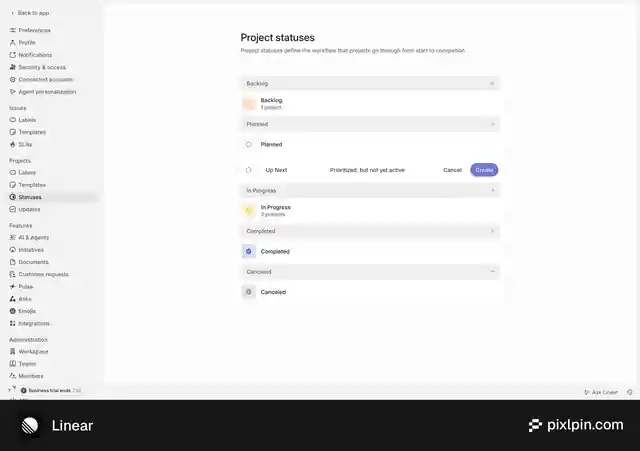 Back to app
Preferences
Profile
Notifications
Security & access
Connected accounts
Agent personalization
Issues
Labels
Templates
SLAs
Projects
Labels
Templates
Statuses
Updates
Features
AI & Agents
Initiatives
Documents
Customer requests
Pulse
Asks
Emojis
Integrations
Administration
Workspace
Teams
Members
Business trial ends
Project statuses
Project statuses define the workflow that projects go through from start to completion.
Backlog
Backlog
1 project
Planned
Planned
Up Next Prioritized, but not yet active Cancel Create
In Progress
In Progress
2 projects
Completed
Completed
Canceled
Canceled
Ask Linear
Linear
pixlpin.com